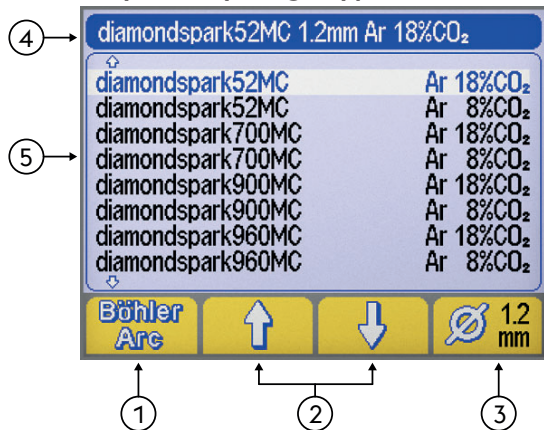 4
diamondspark52MC 1.2mm Ar 18%CO₂
5
diamondspark52MC Ar 18%CO₂
diamondspark52MC Ar 8%CO₂
diamondspark700MC Ar 18%CO₂
diamondspark700MC Ar 8%CO₂
diamondspark900MC Ar 18%CO₂
diamondspark900MC Ar 8%CO₂
diamondspark960MC Ar 18%CO₂
diamondspark960MC Ar 8%CO₂
Böhler
Arc
Ø 1.2
mm
1
2
3